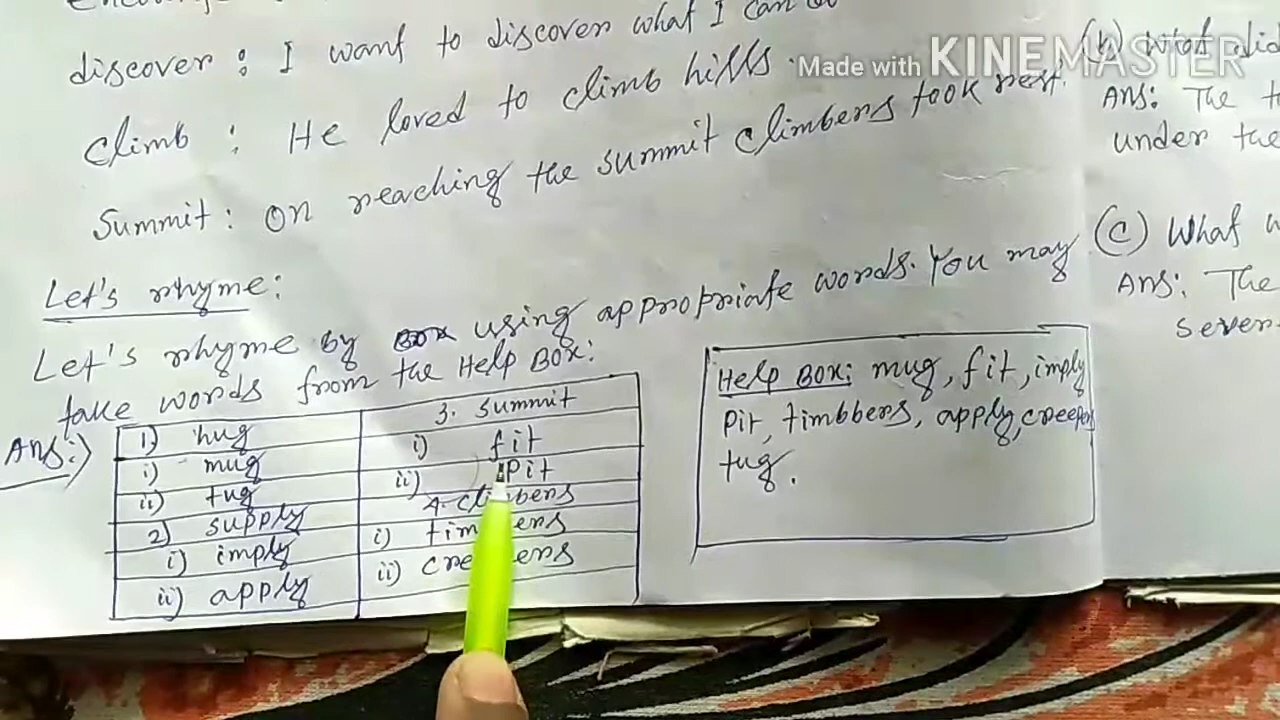 discover : I want to discover what I can do
Climb : He loved to climb hills.
Summit : On reaching the summit climbers took rest.
Let's rhyme:
Let's rhyme by using appropriate words. You may
take words from the Help Box:
Ans:)
1) hug
i) mug
ii) tug
2) supply
i) imply
ii) apply
3. Summit
i) fit
ii) Pit
4. climbers
i) timbers
ii) creepers
Help Box: mug, fit, imply
Pit, timbbers, apply, creepers
tug.
(b) What did
Ans: The
under the
(C) What
Ans: The
seven
Made with KINEMASTER